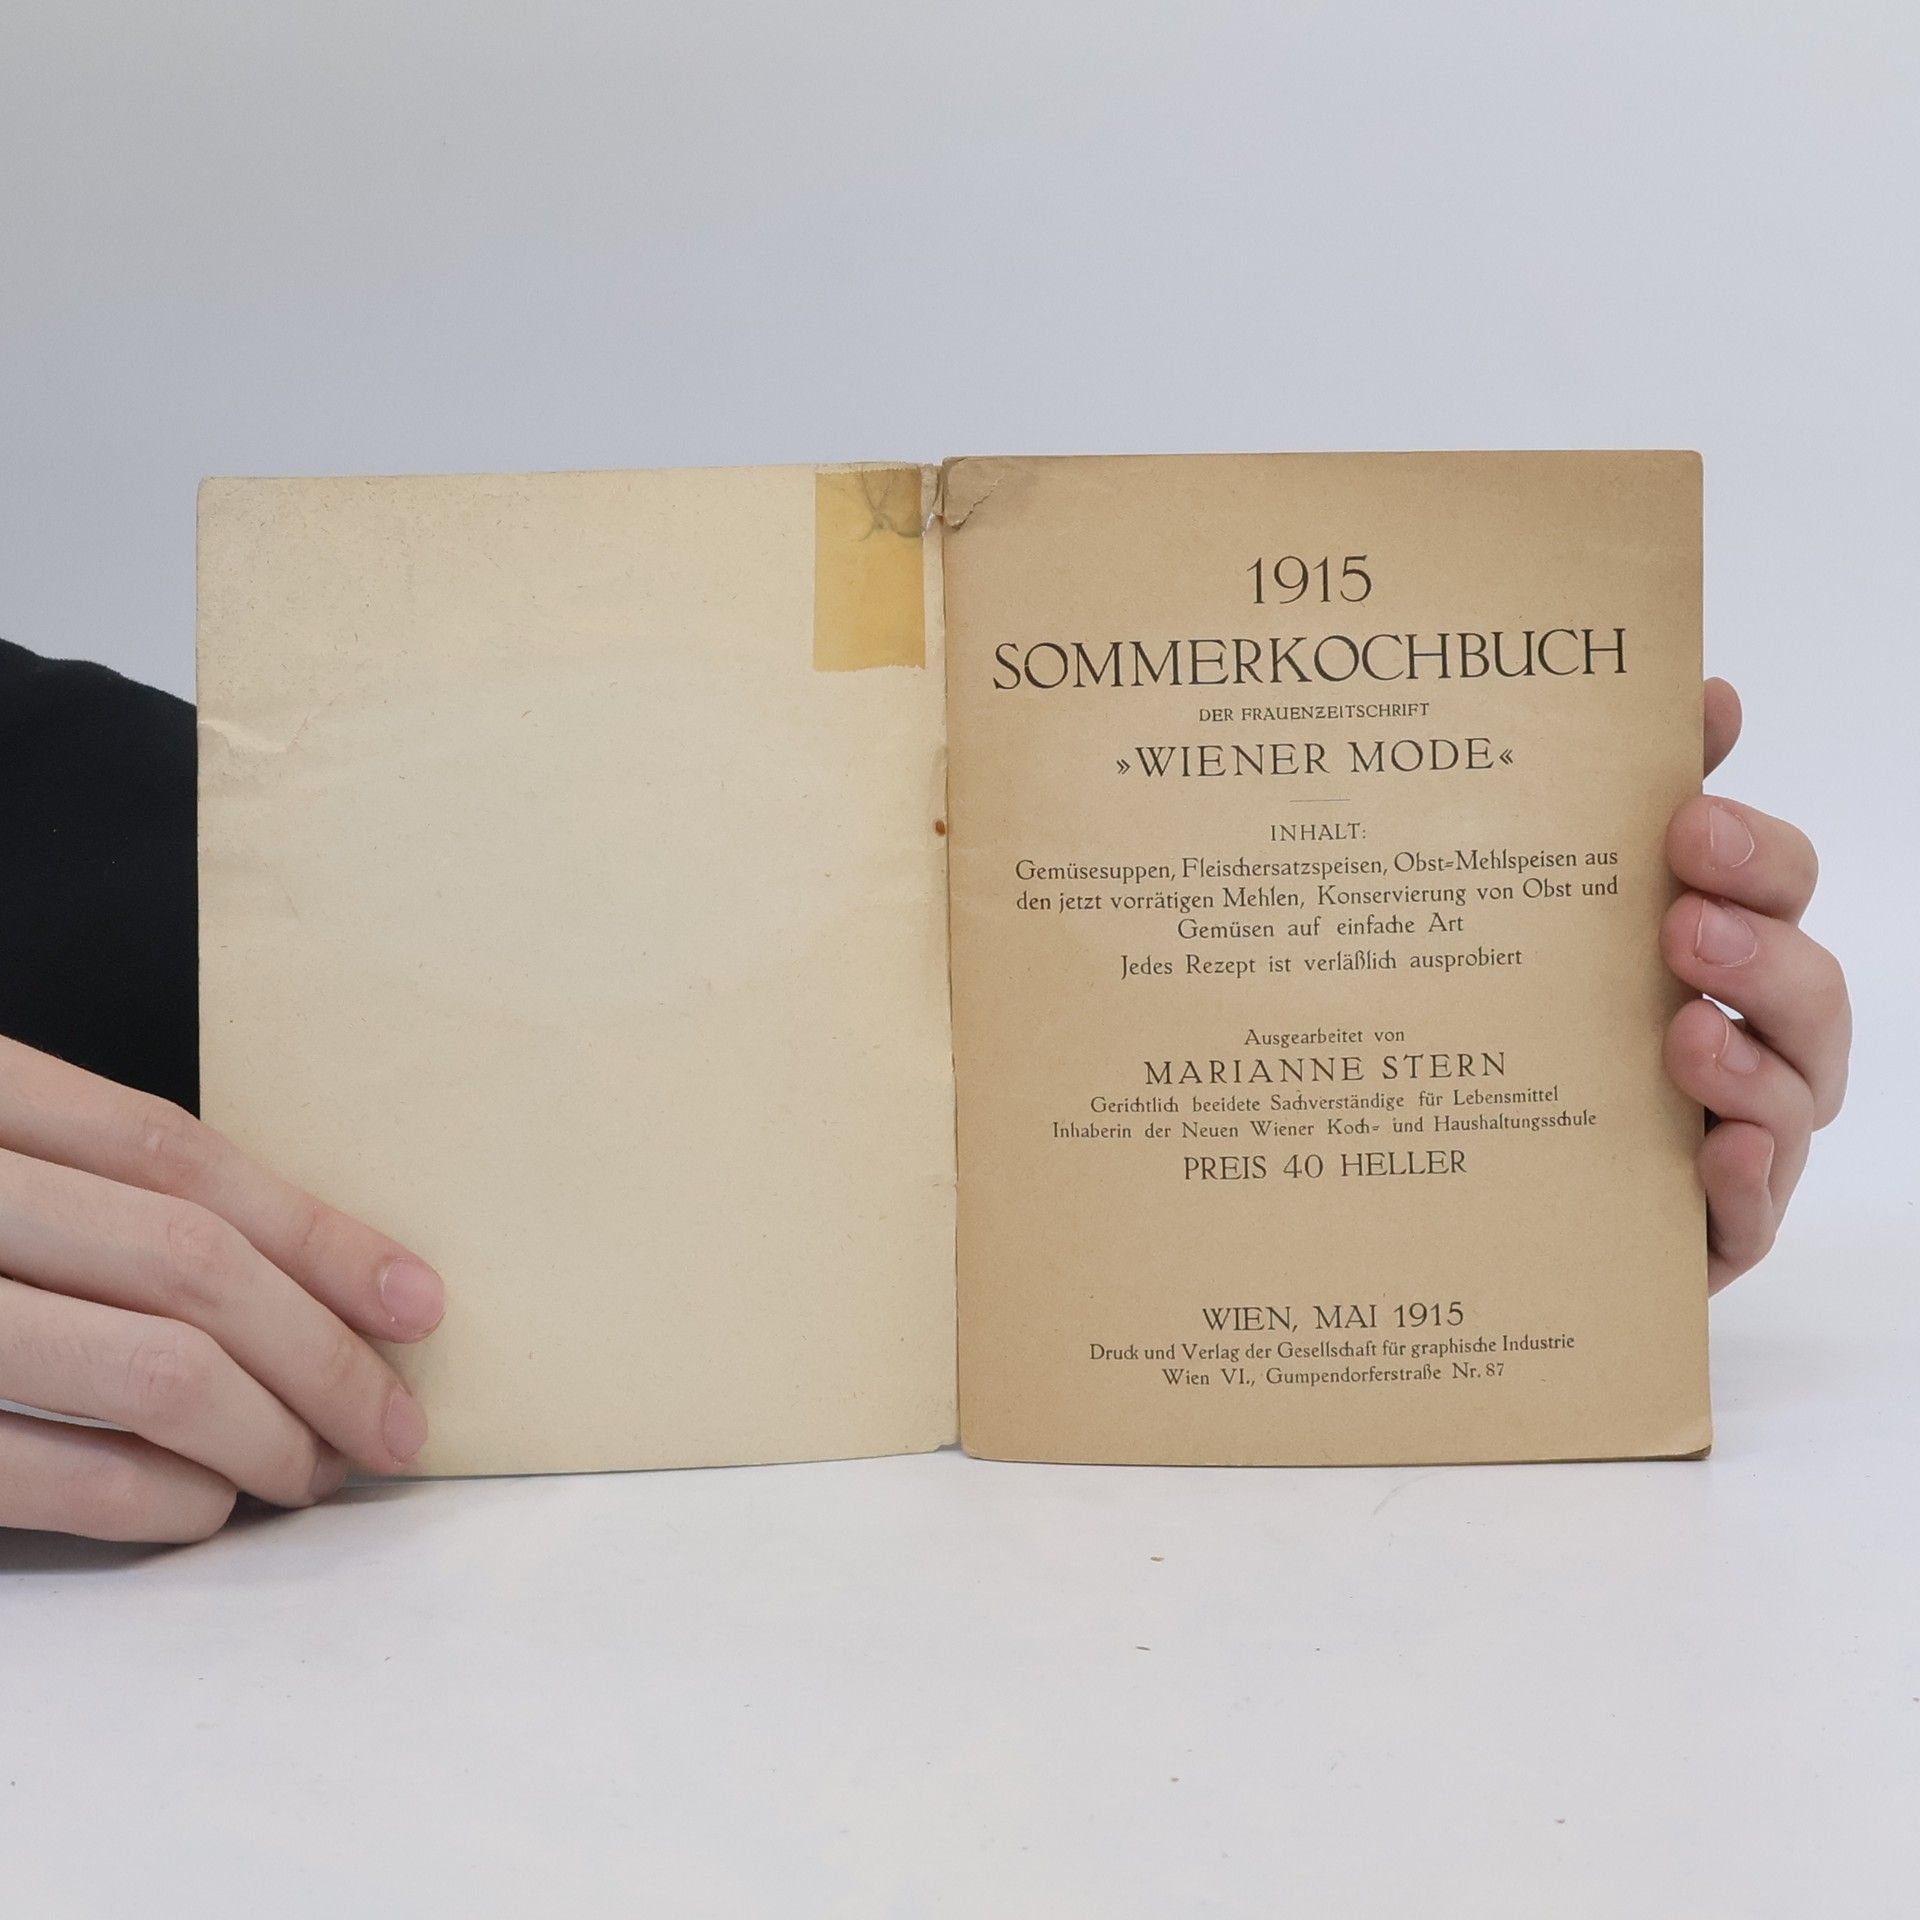 1915
SOMMERKOCHBUCH
DER FRAUENZEITSCHRIFT
»WIENER MODE«
INHALT:
Gemüsesuppen, Fleischersatzspeisen, Obst-Mehlspeisen aus
den jetzt vorrätigen Mehlen, Konservierung von Obst und
Gemüsen auf einfache Art
Jedes Rezept ist verläßlich ausprobiert
Ausgearbeitet von
MARIANNE STERN
Gerichtlich beeidete Sachverständige für Lebensmittel
Inhaberin der Neuen Wiener Koch- und Haushaltungsschule
PREIS 40 HELLER
WIEN, MAI 1915
Druck und Verlag der Gesellschaft für graphische Industrie
Wien VI., Gumpendorferstraße Nr. 87